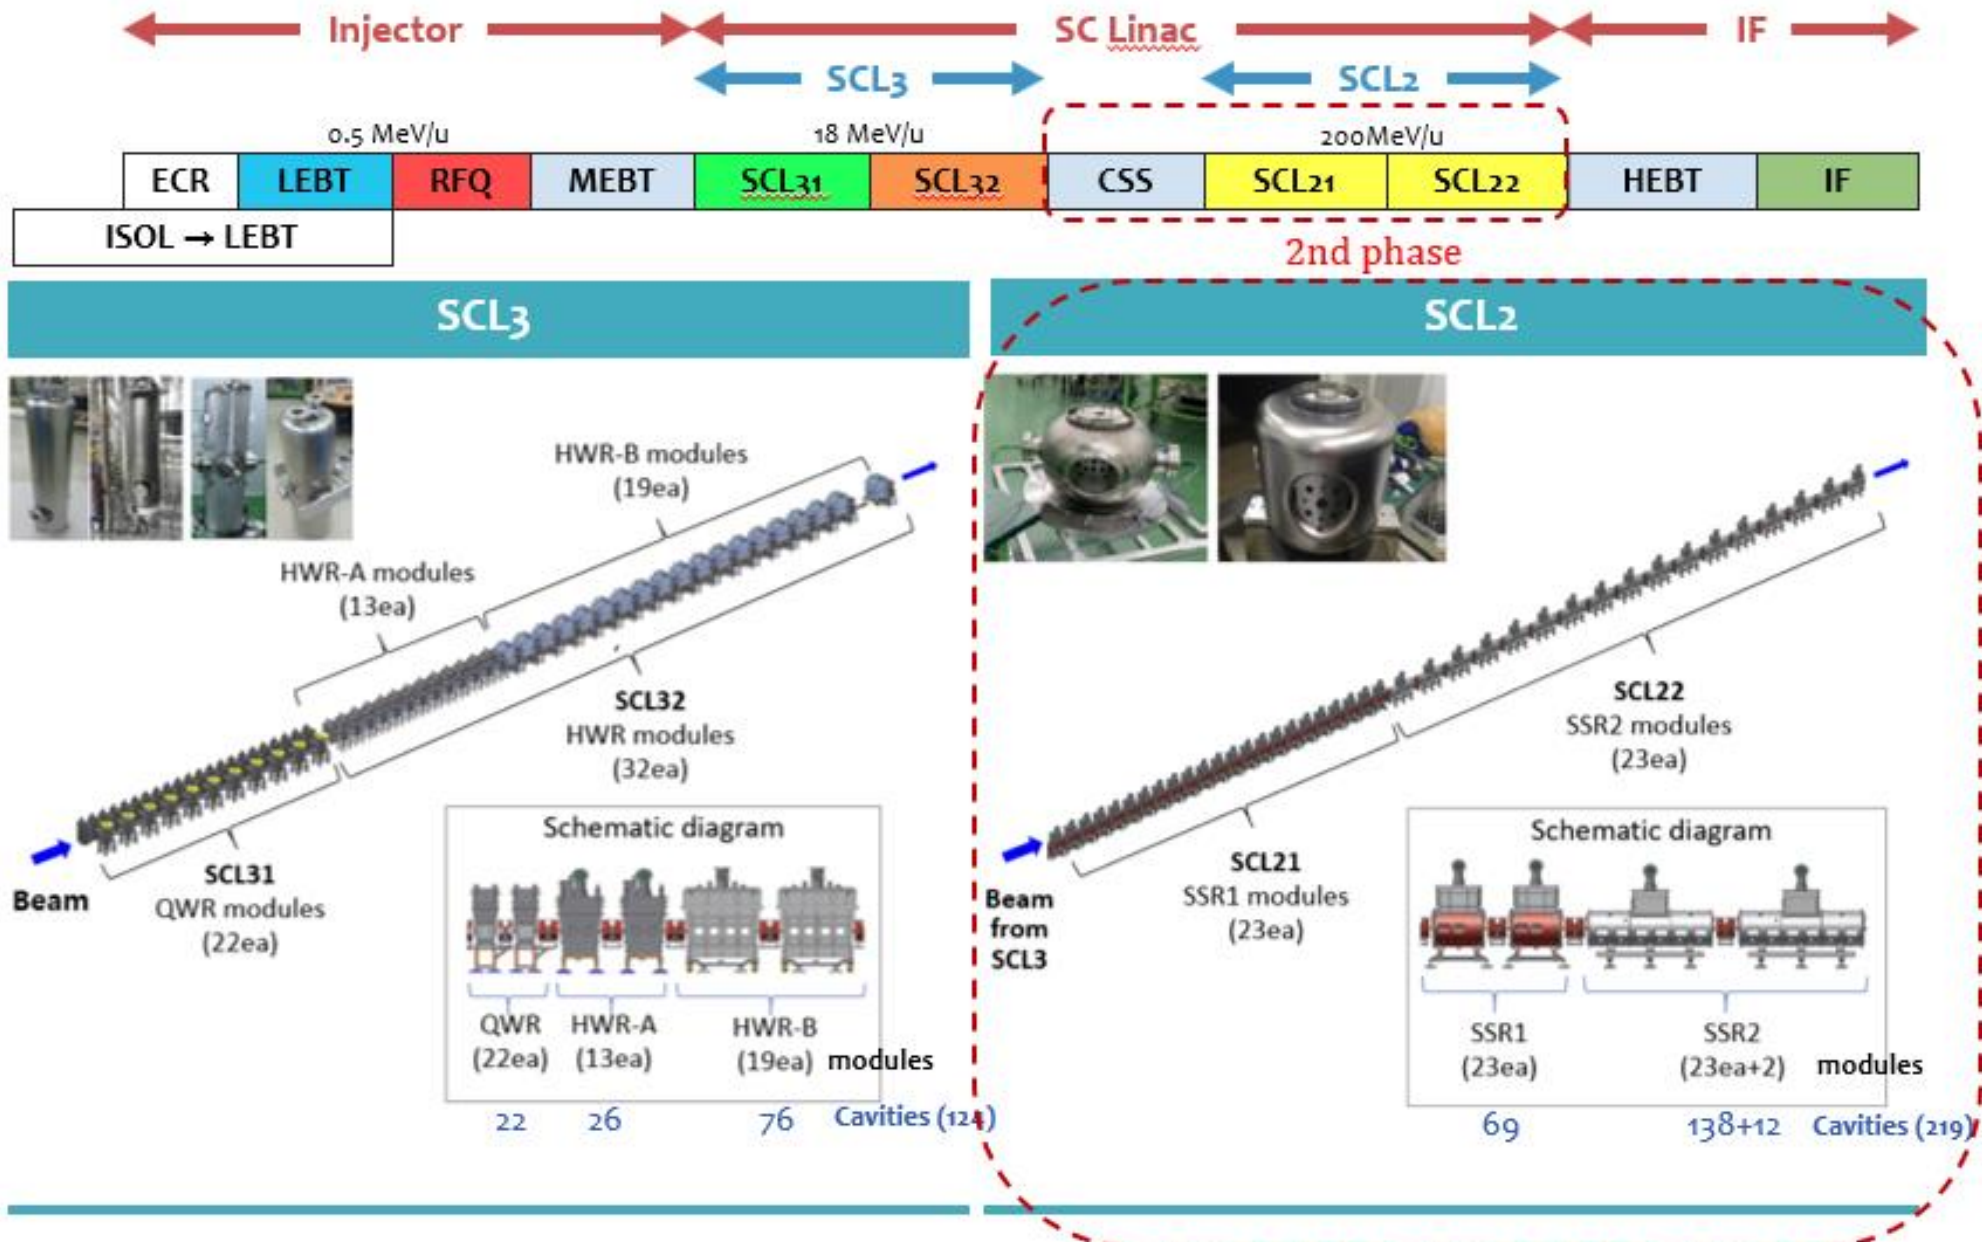 Injector
SC Linac
IF
SCL3
SCL2
0.5 MeV/u
18 MeV/u
200MeV/u
ECR
LEBT
RFQ
MEBT
SCL31
SCL32
CSS
SCL21
SCL22
HEBT
IF
ISOL → LEBT
2nd phase
SCL3
HWR-B modules
(19ea)
HWR-A modules
(13ea)
SCL32
HWR modules
(32ea)
Beam
SCL31
QWR modules
(22ea)
Schematic diagram
QWR
(22ea)
HWR-A
(13ea)
HWR-B
(19ea)
modules
22
26
76
Cavities (124)
SCL2
SCL22
SSR2 modules
(23ea)
SCL21
SSR1 modules
(23ea)
Beam
from
SCL3
Schematic diagram
SSR1
(23ea)
SSR2
(23ea+2)
modules
69
138+12
Cavities (219)